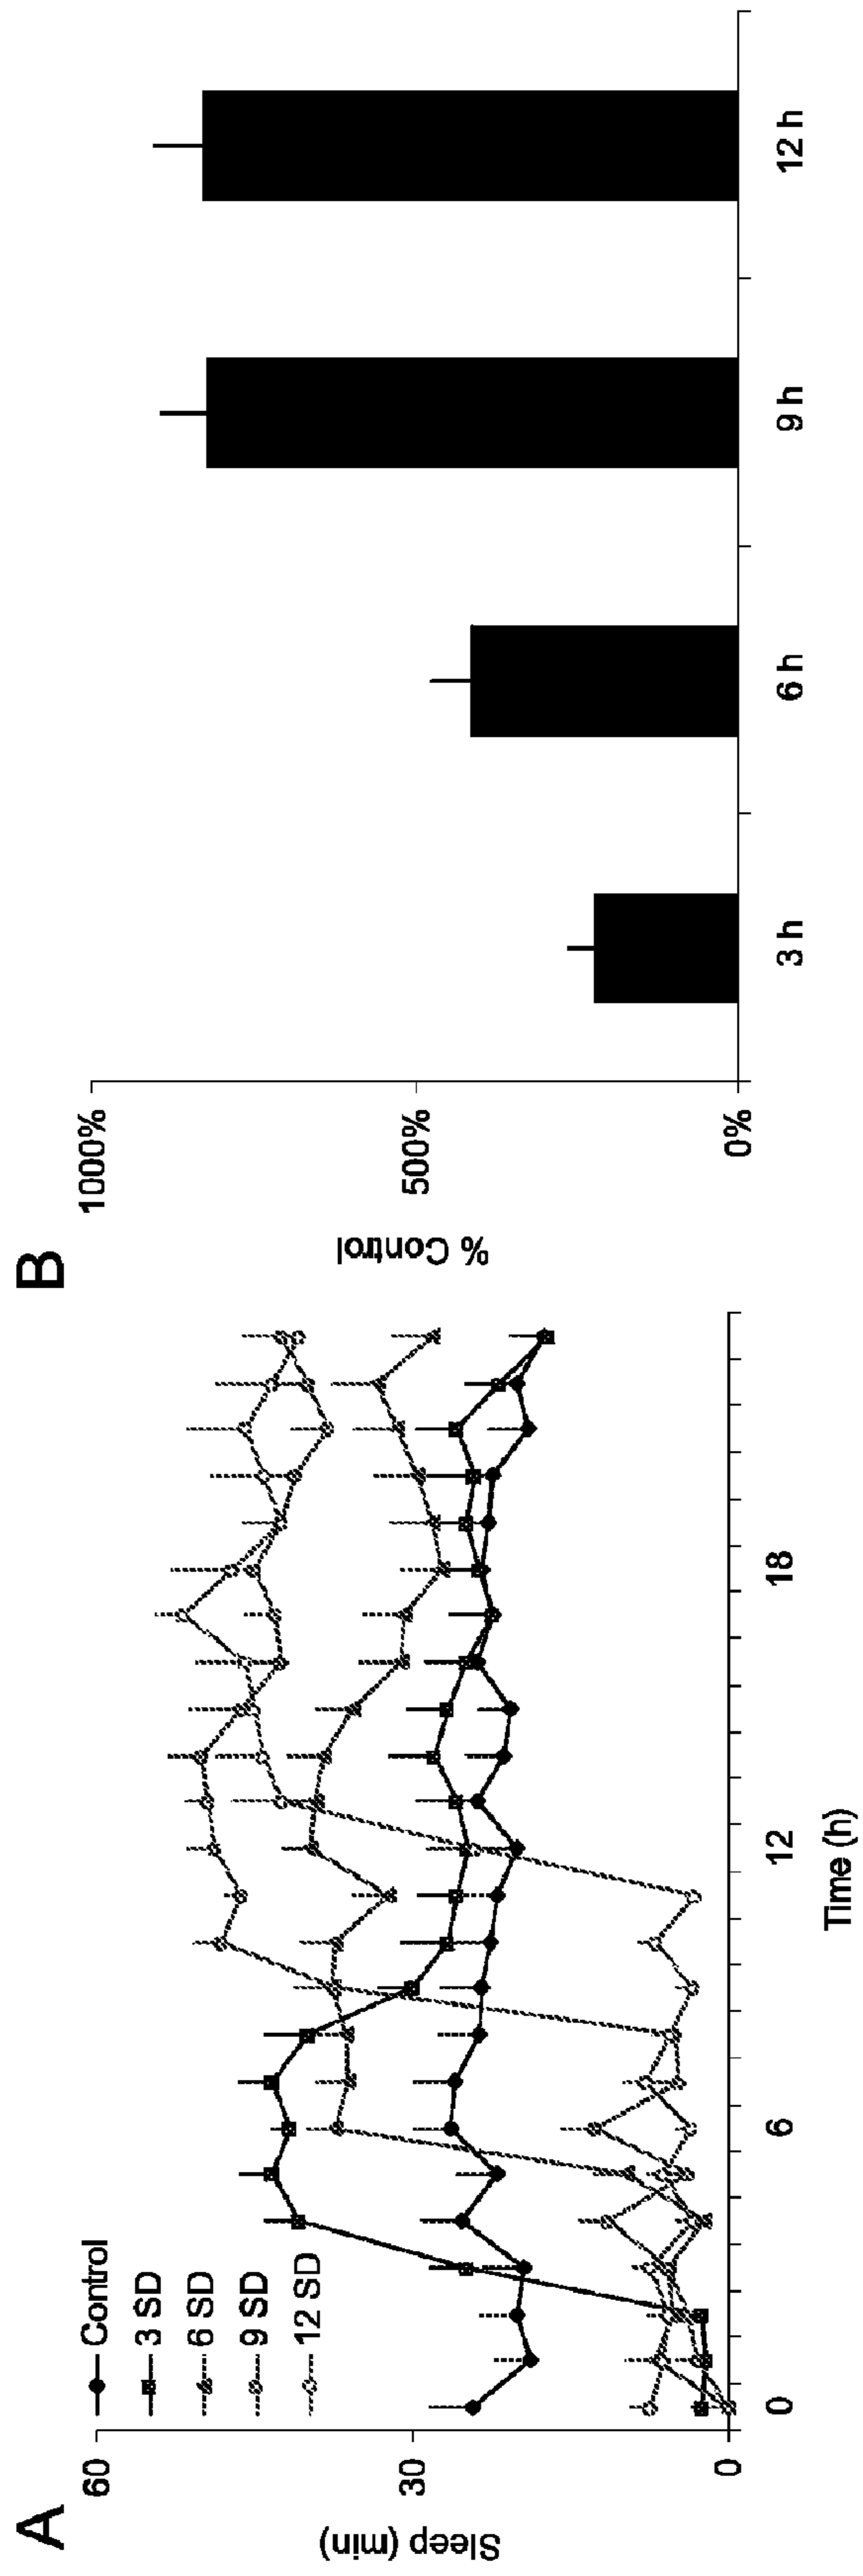 A
60
30
0
Sleep (min)
Control
3 SD
6 SD
9 SD
12 SD
0
6
12
18
Time (h)
B
1000%
500%
0%
% Control
3 h
6 h
9 h
12 h